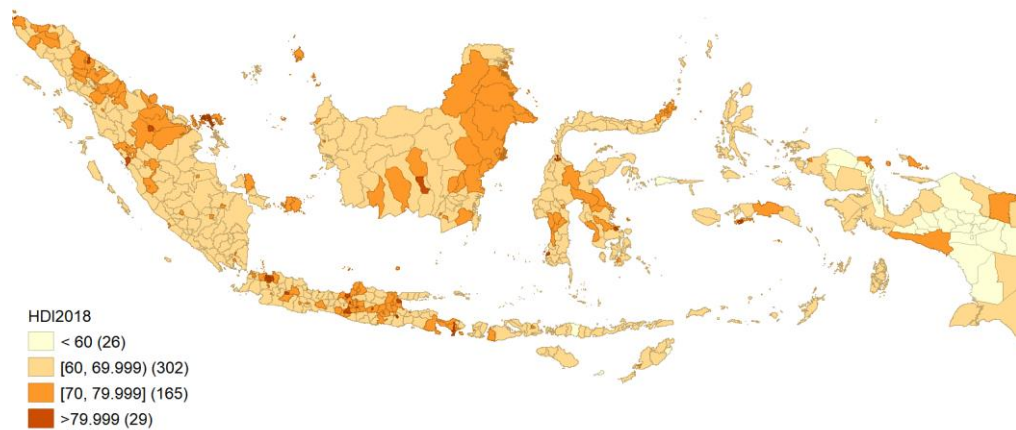 HDI2018
< 60 (26)
[60, 69.999) (302)
[70, 79.999] (165)
>79.999 (29)